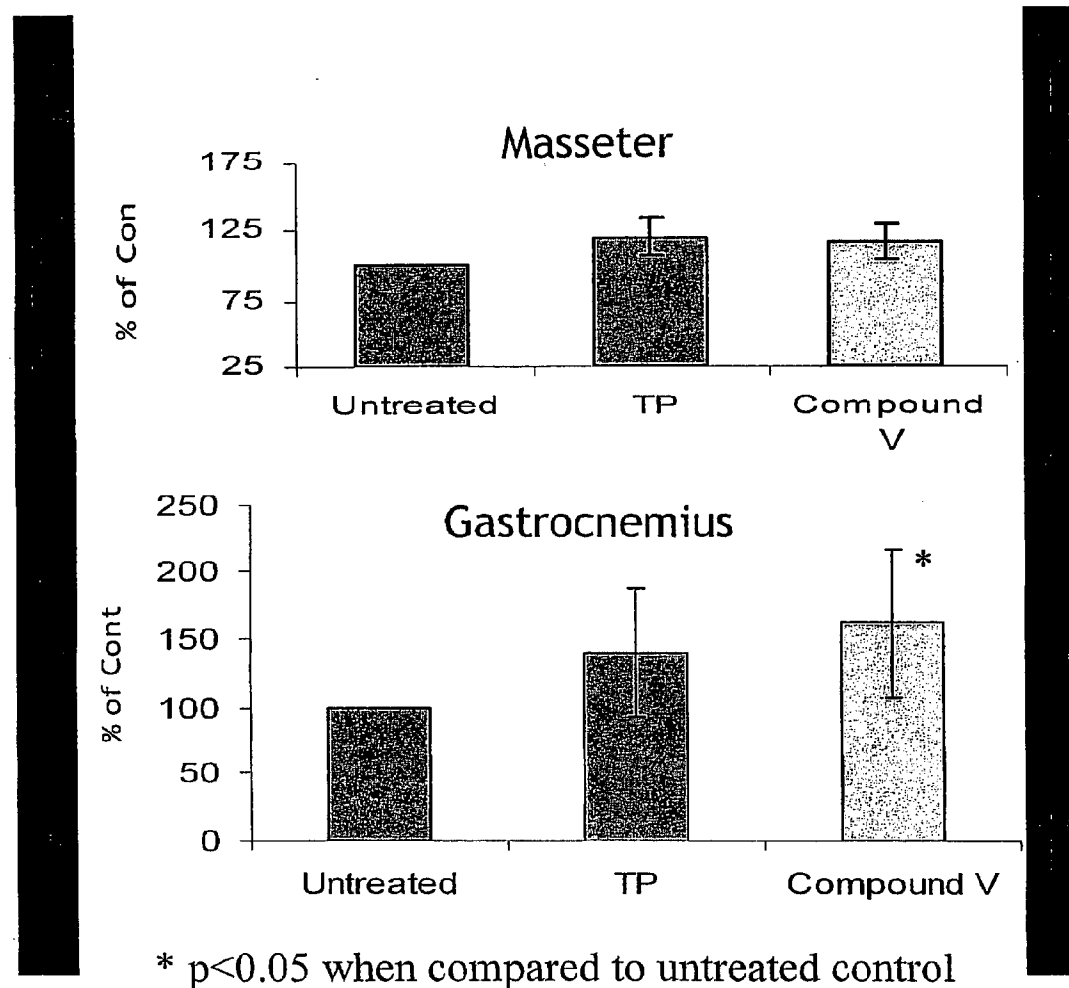 Masseter
% of Con
175
125
75
25
Untreated TP Compound V
Gastrocnemius
% of Cont
250
200
150
100
50
0
*
Untreated TP Compound V
* p<0.05 when compared to untreated control